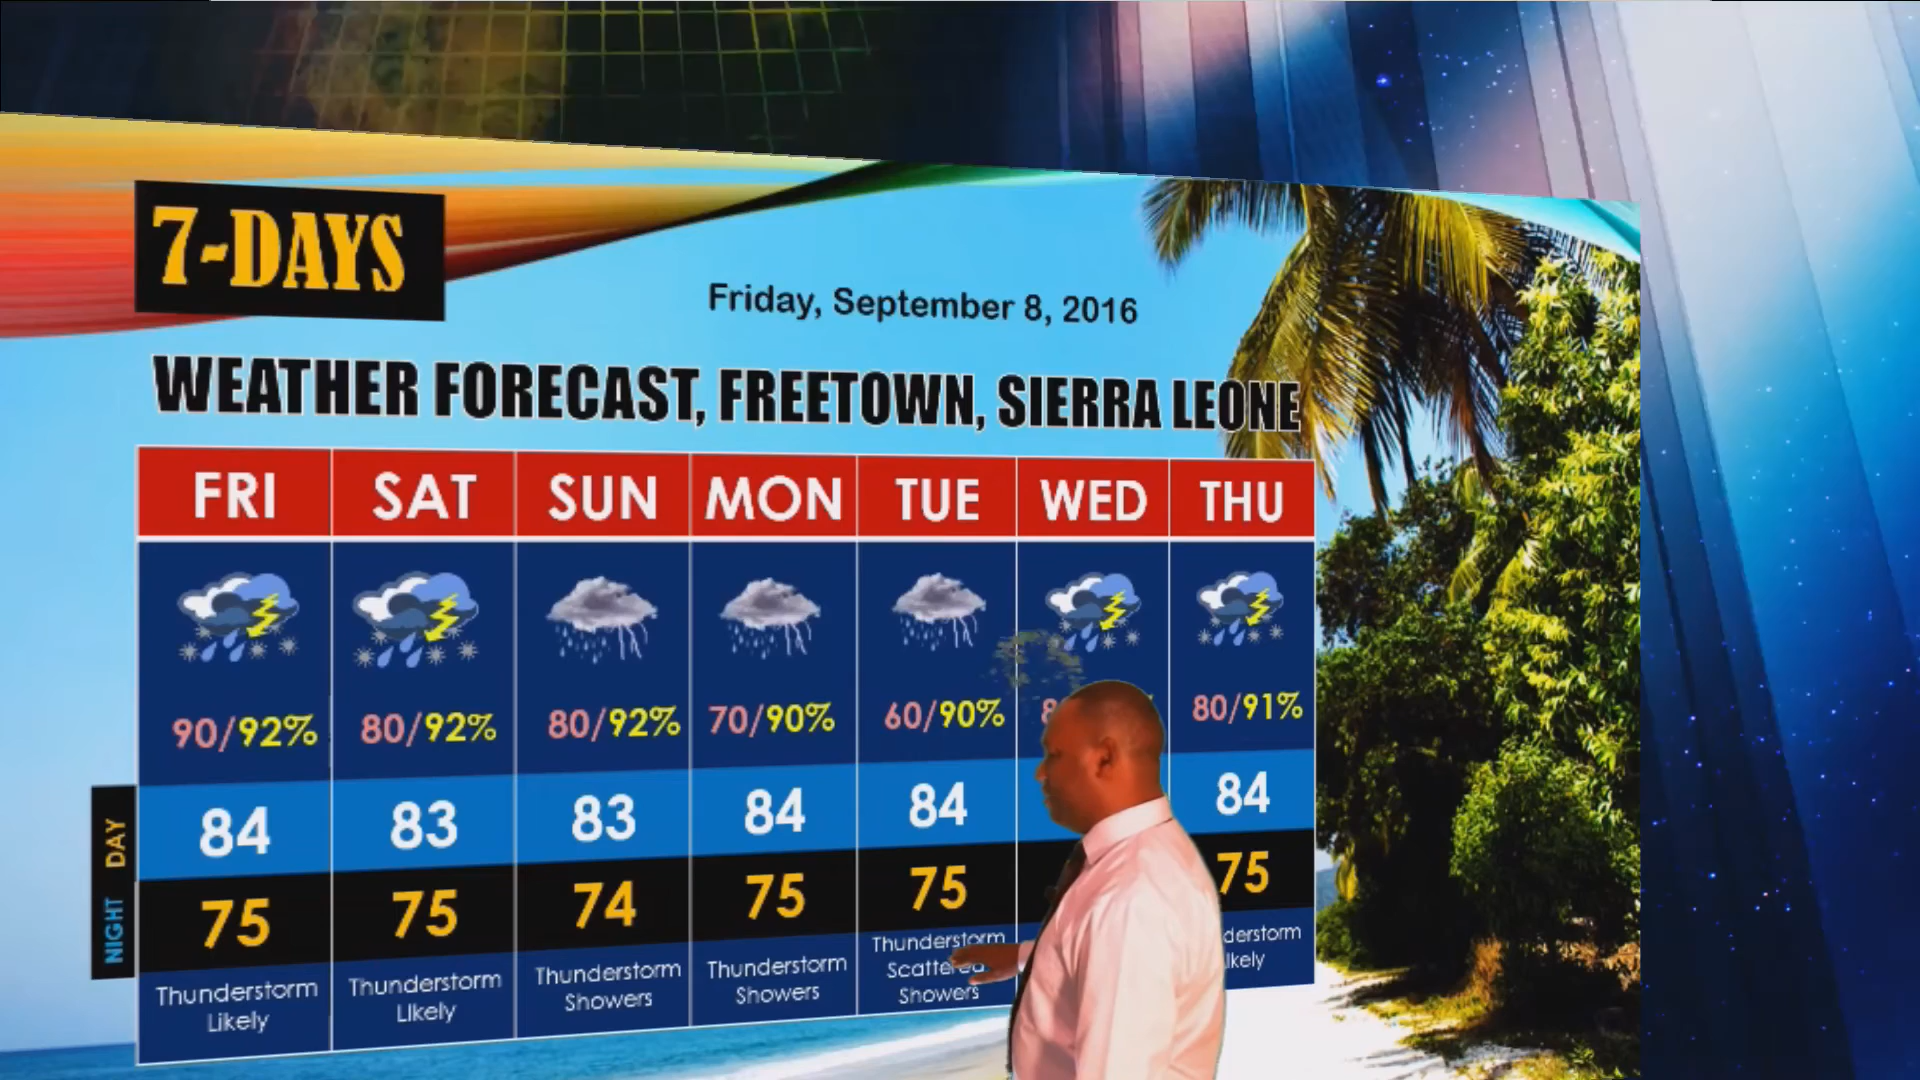 7-DAYS
Friday, September 8, 2016
WEATHER FORECAST, FREETOWN, SIERRA LEONE
FRI SAT SUN MON TUE WED THU
90/92% 80/92% 80/92% 70/90% 60/90% 80/91%
DAY 84 83 83 84 84 84
NIGHT 75 75 74 75 75 75
Thunderstorm Thunderstorm Thunderstorm Thunderstorm Thunderstorm
Likely LIkely Showers Showers Scattered
Showers